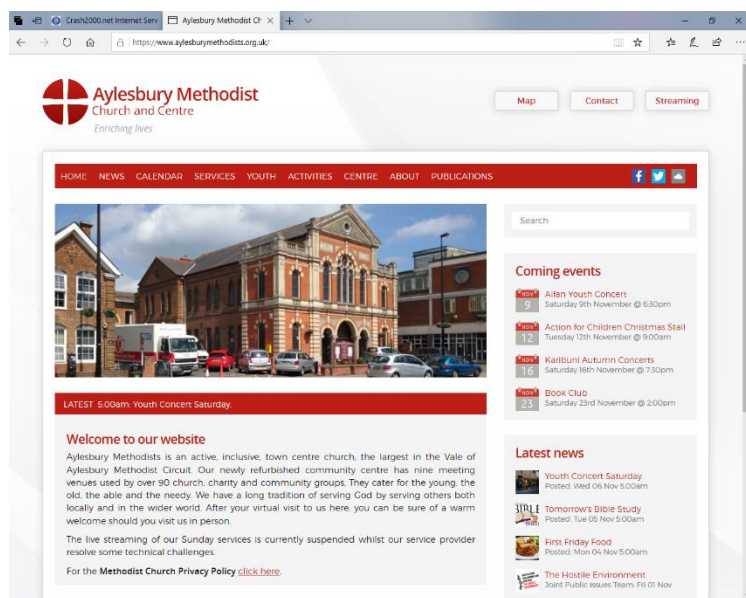 Crash2000.net Internet Serv
Aylesbury Methodist Ch
https://www.aylesburymethodists.org.uk/
Aylesbury Methodist
Church and Centre
Enriching lives
Map
Contact
Streaming
HOME NEWS CALENDAR SERVICES YOUTH ACTIVITIES CENTRE ABOUT PUBLICATIONS
Search
Coming events
NOV 9
Aifan Youth Concert
Saturday 9th November @ 6:30pm
NOV 12
Action for Children Christmas Stall
Tuesday 12th November @ 9:00am
NOV 16
Karibuni Autumn Concerts
Saturday 16th November @ 7:30pm
NOV 23
Book Club
Saturday 23rd November @ 2:00pm
LATEST 5:00am: Youth Concert Saturday.
Welcome to our website
Aylesbury Methodists is an active, inclusive, town centre church; the largest in the Vale of
Aylesbury Methodist Circuit. Our newly refurbished community centre has nine meeting
venues used by over 90 church, charity and community groups. They cater for the young, the
old, the able and the needy. We have a long tradition of serving God by serving others both
locally and in the wider world. After your virtual visit to us here, you can be sure of a warm
welcome should you visit us in person.
The live streaming of our Sunday services is currently suspended whilst our service provider
resolve some technical challenges.
For the Methodist Church Privacy Policy click here.
Latest news
Youth Concert Saturday.
Posted: Wed 06 Nov 5:00am
BIBLE
Tomorrow's Bible Study
Posted: Tue 05 Nov 5:00am
First Friday Food
Posted: Mon 04 Nov 5:00am
The Hostile Environment
Joint Public Issues Team: Fri 01 Nov